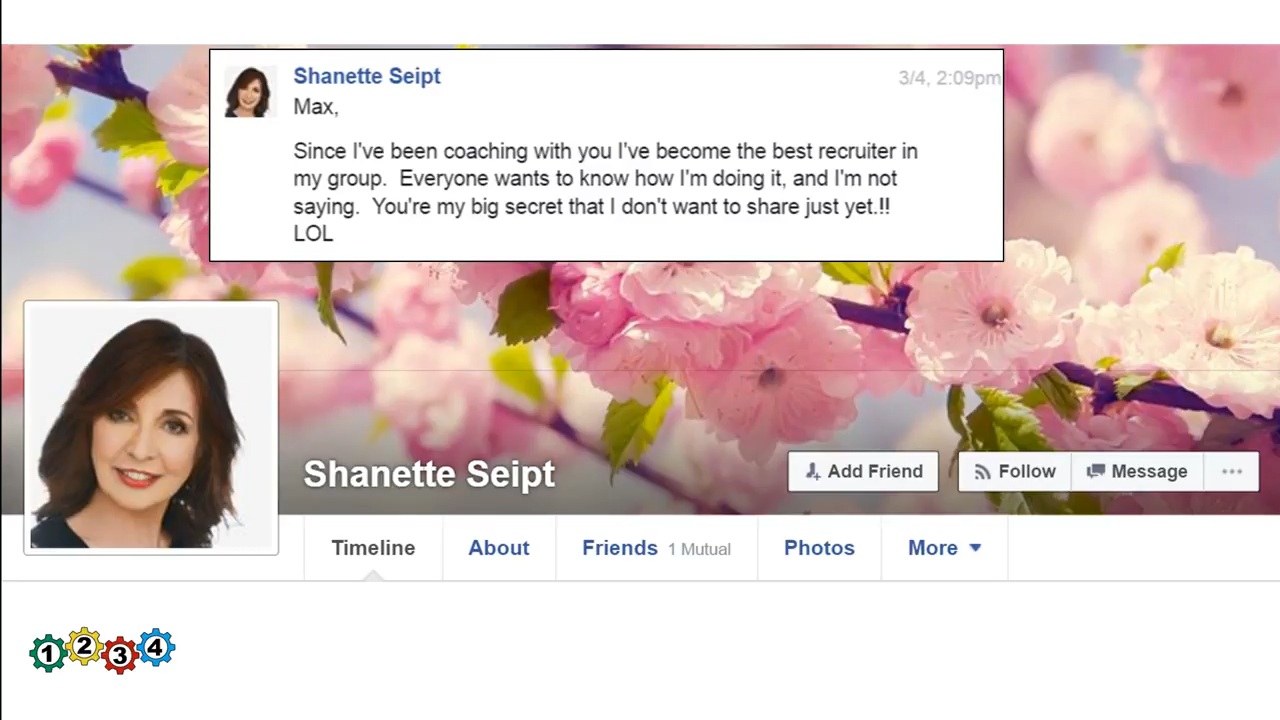 Shanette Seipt
3/4, 2:09pm
Max,
Since I've been coaching with you I've become the best recruiter in
my group.  Everyone wants to know how I'm doing it, and I'm not
saying.  You're my big secret that I don't want to share just yet.!!
LOL
Shanette Seipt
Add Friend
Follow
Message
Timeline
About
Friends 1 Mutual
Photos
More
1 2 3 4